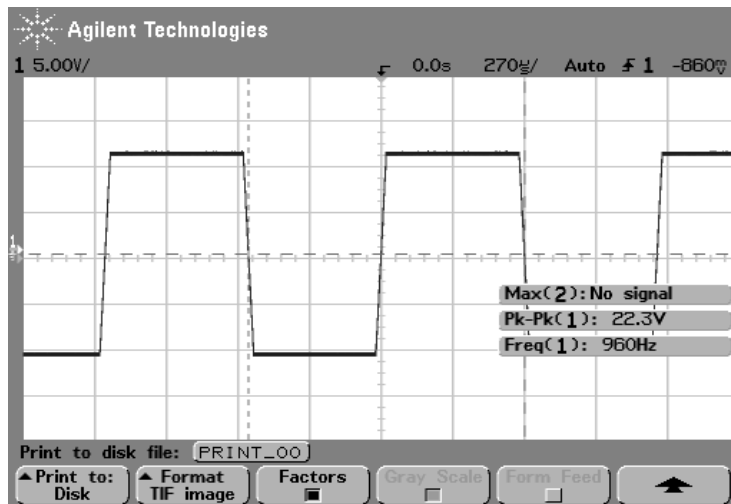 Agilent Technologies
1 5.00V/ 0.0s 270µs/ Auto 1 -860mV
1
Max(2): No signal
Pk-Pk(1): 22.3V
Freq(1): 960Hz
Print to disk file: PRINT_00
Print to: Disk
Format TIF image
Factors
Gray Scale
Form Feed